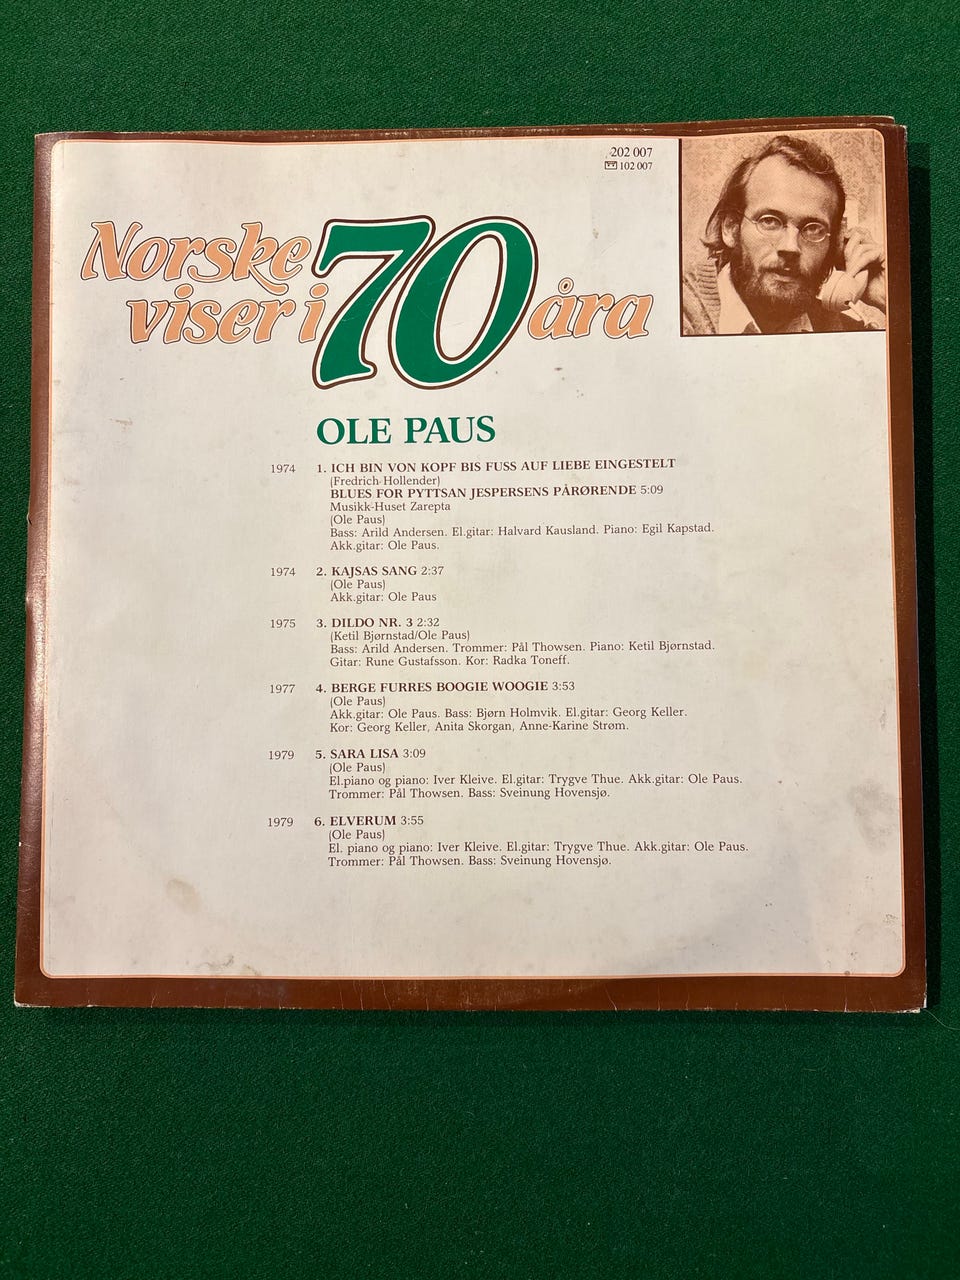 202 007
102 007
Norske
viser i 70 åra
OLE PAUS
1974 1. ICH BIN VON KOPF BIS FUSS AUF LIEBE EINGESTELT
(Fredrich Hollender)
BLUES FOR PYTTSAN JESPERSENS PÅRØRENDE 5:09
Musikk-Huset Zarepta
(Ole Paus)
Bass: Arild Andersen. El.gitar: Halvard Kausland. Piano: Egil Kapstad.
Akk.gitar: Ole Paus.
1974 2. KAJSAS SANG 2:37
(Ole Paus)
Akk.gitar: Ole Paus
1975 3. DILDO NR. 3 2:32
(Ketil Bjørnstad/Ole Paus)
Bass: Arild Andersen. Trommer: Pål Thowsen. Piano: Ketil Bjørnstad.
Gitar: Rune Gustafsson. Kor: Radka Toneff.
1977 4. BERGE FURRES BOOGIE WOOGIE 3:53
(Ole Paus)
Akk.gitar: Ole Paus. Bass: Bjørn Holmvik. El.gitar: Georg Keller.
Kor: Georg Keller, Anita Skorgan, Anne-Karine Strøm.
1979 5. SARA LISA 3:09
(Ole Paus)
El.piano og piano: Iver Kleive. El.gitar: Trygve Thue. Akk.gitar: Ole Paus.
Trommer: Pål Thowsen. Bass: Sveinung Hovensjø.
1979 6. ELVERUM 3:55
(Ole Paus)
El. piano og piano: Iver Kleive. El.gitar: Trygve Thue. Akk.gitar: Ole Paus.
Trommer: Pål Thowsen. Bass: Sveinung Hovensjø.